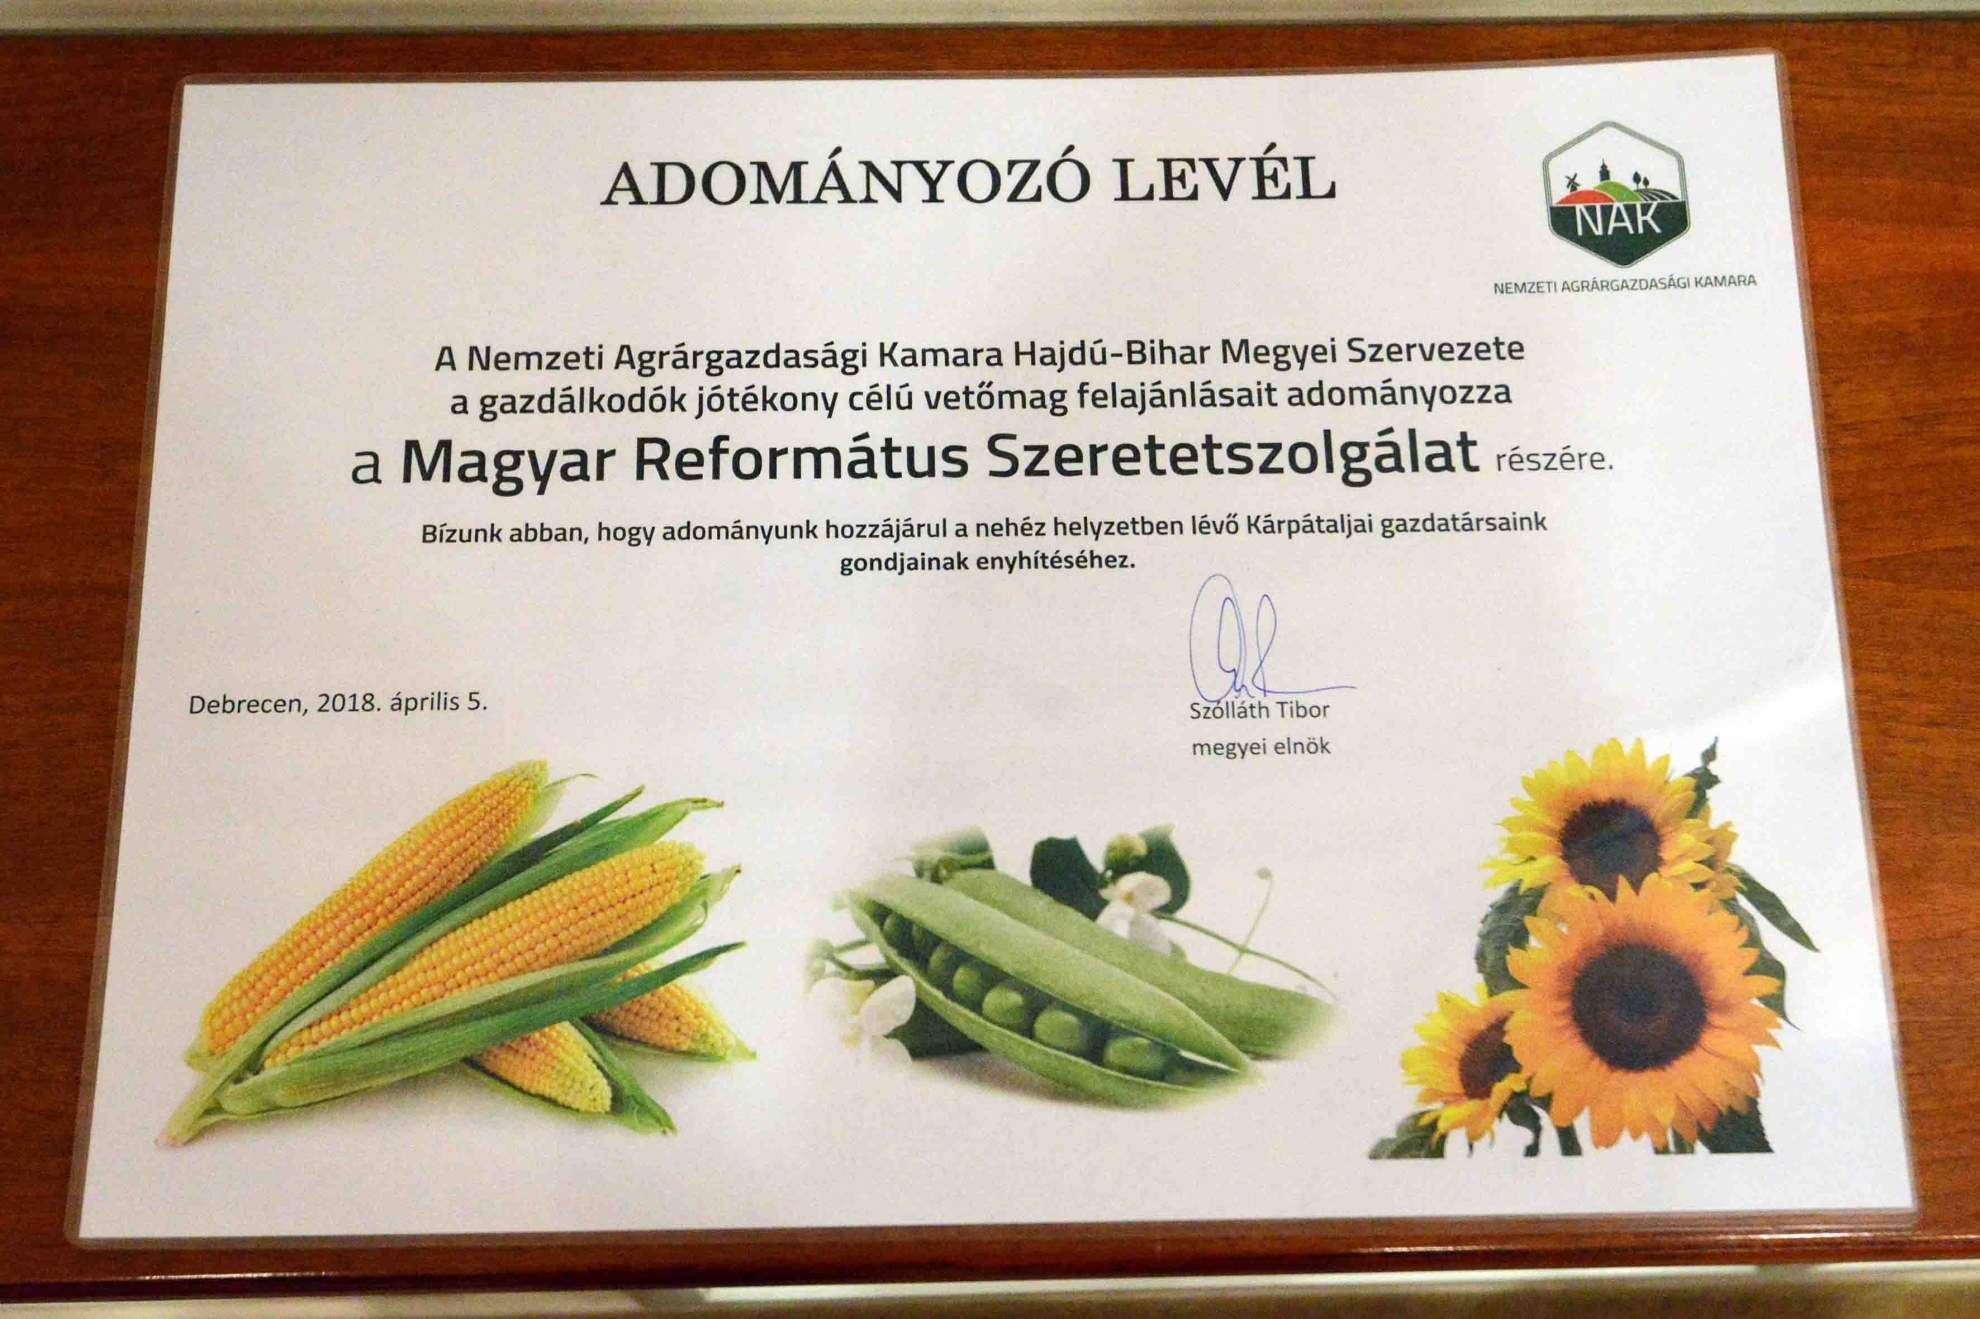 ADOMÁNYOZÓ LEVÉL
NAK
NEMZETI AGRÁRGAZDASÁGI KAMARA
A Nemzeti Agrárgazdasági Kamara Hajdú-Bihar Megyei Szervezete
a gazdálkodók jótékony célú vetőmag felajánlásait adományozza
a Magyar Református Szeretetszolgálat részére.
Bízunk abban, hogy adományunk hozzájárul a nehéz helyzetben lévő Kárpátaljai gazdatársaink
gondjainak enyhítéséhez.
Debrecen, 2018. április 5.
Szólláth Tibor
megyei elnök